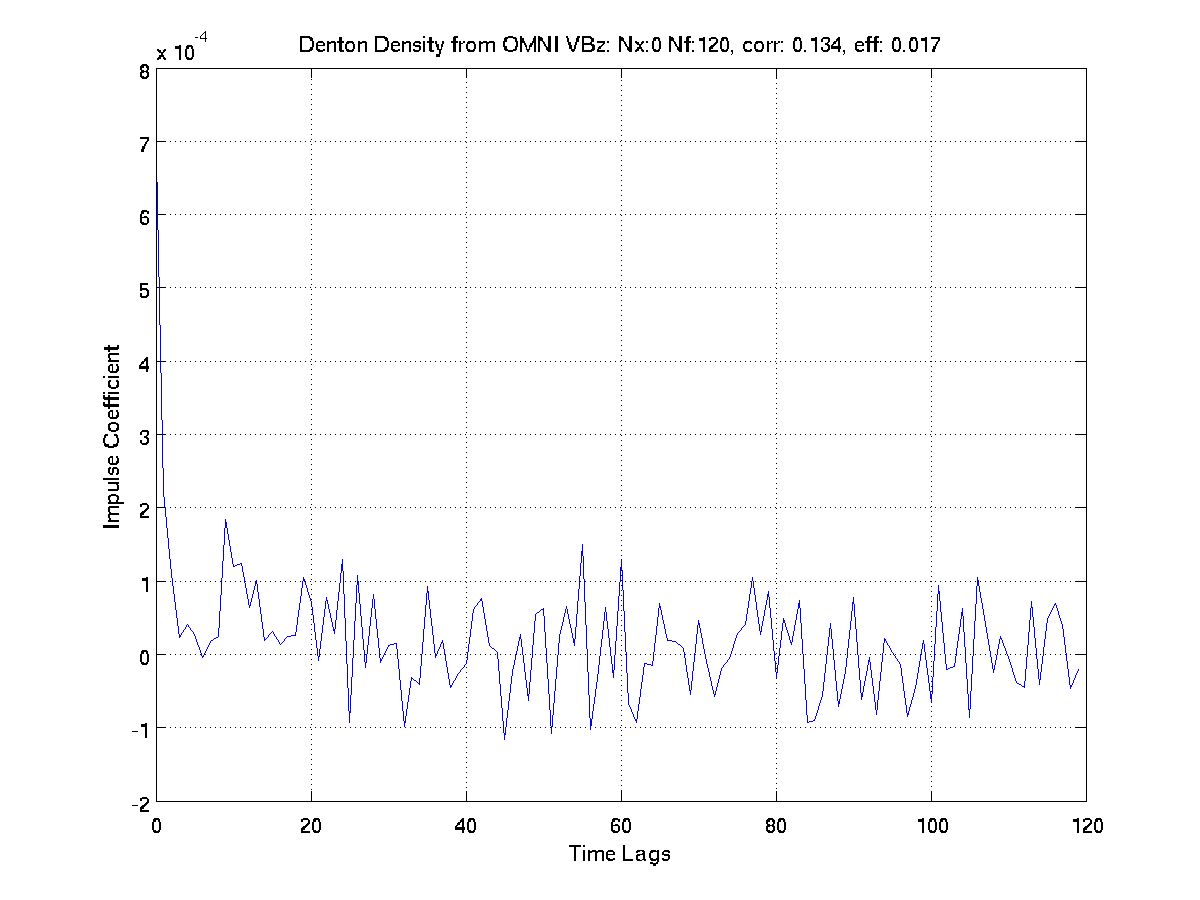 x 10^-4
Denton Density from OMNI VBz: Nx:0 Nf:120, corr: 0.134, eff: 0.017
8
7
6
5
4
3
2
1
0
-1
-2
Impulse Coefficient
0 20 40 60 80 100 120
Time Lags